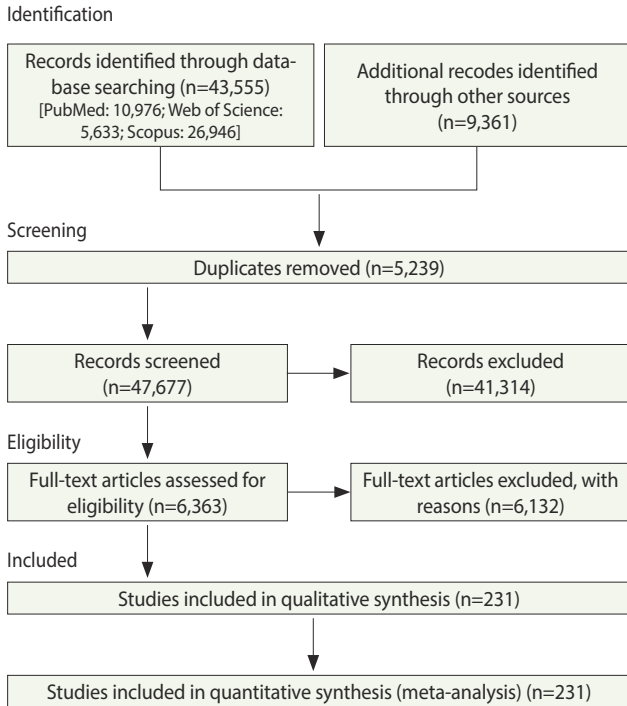 Identification
Records identified through data-
base searching (n=43,555)
[PubMed: 10,976; Web of Science:
5,633; Scopus: 26,946]
Additional recodes identified
through other sources
(n=9,361)
Screening
Duplicates removed (n=5,239)
Records screened
(n=47,677)
Records excluded
(n=41,314)
Eligibility
Full-text articles assessed for
eligibility (n=6,363)
Full-text articles excluded, with
reasons (n=6,132)
Included
Studies included in qualitative synthesis (n=231)
Studies included in quantitative synthesis (meta-analysis) (n=231)